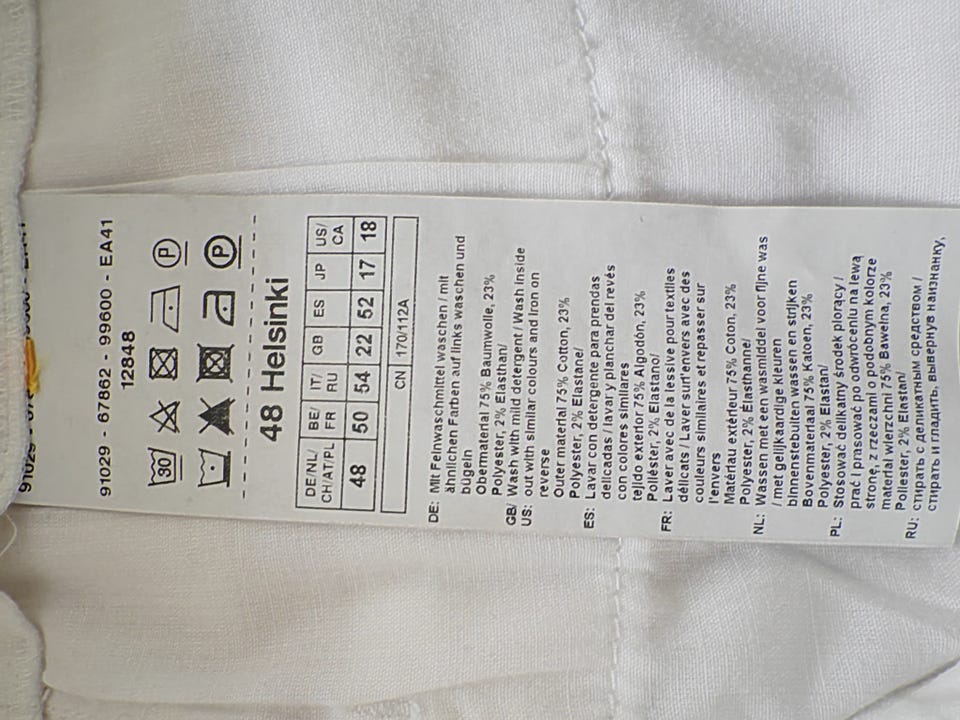 91029 - 67862 - 99600 - EA41
12848
30 P
P
48 Helsinki
DE/NL/ CH/AT/PL BE/ FR IT/ RU GB ES JP US/ CA
48 50 54 22 52 17 18
CN 170/112A
DE: Mit Feinwaschmittel waschen / mit
ähnlichen Farben auf links waschen und
bügeln
Obermaterial 75% Baumwolle, 23%
Polyester, 2% Elasthan/
GB/ US: Wash with mild detergent / Wash inside
out with similar colours and iron on
reverse
Outer material 75% Cotton, 23%
Polyester, 2% Elastane/
ES: Lavar con detergente para prendas
delicadas / Lavar y planchar del revés
con colores similares
tejido exterior 75% Algodon, 23%
Poliéster, 2% Elastano/
FR: Laver avec de la lessive pour textiles
délicats / Laver sur l'envers avec des
couleurs similaires et repasser sur
l'envers
Matériau extérieur 75% Coton, 23%
Polyester, 2% Élasthanne/
NL: Wassen met een wasmiddel voor fijne was
/ met gelijkaardige kleuren
binnenstebuiten wassen en strijken
Bovenmateriaal 75% Katoen, 23%
Polyester, 2% Elastan/
PL: Stosować delikatny środek piorący /
prać i prasować po odwróceniu na lewą
stronę, z rzeczami o podobnym kolorze
materiał wierzchni 75% Bawełna, 23%
Poliester, 2% Elastan/
RU: стирать с деликатным средством /
стирать и гладить, вывернув наизнанку,